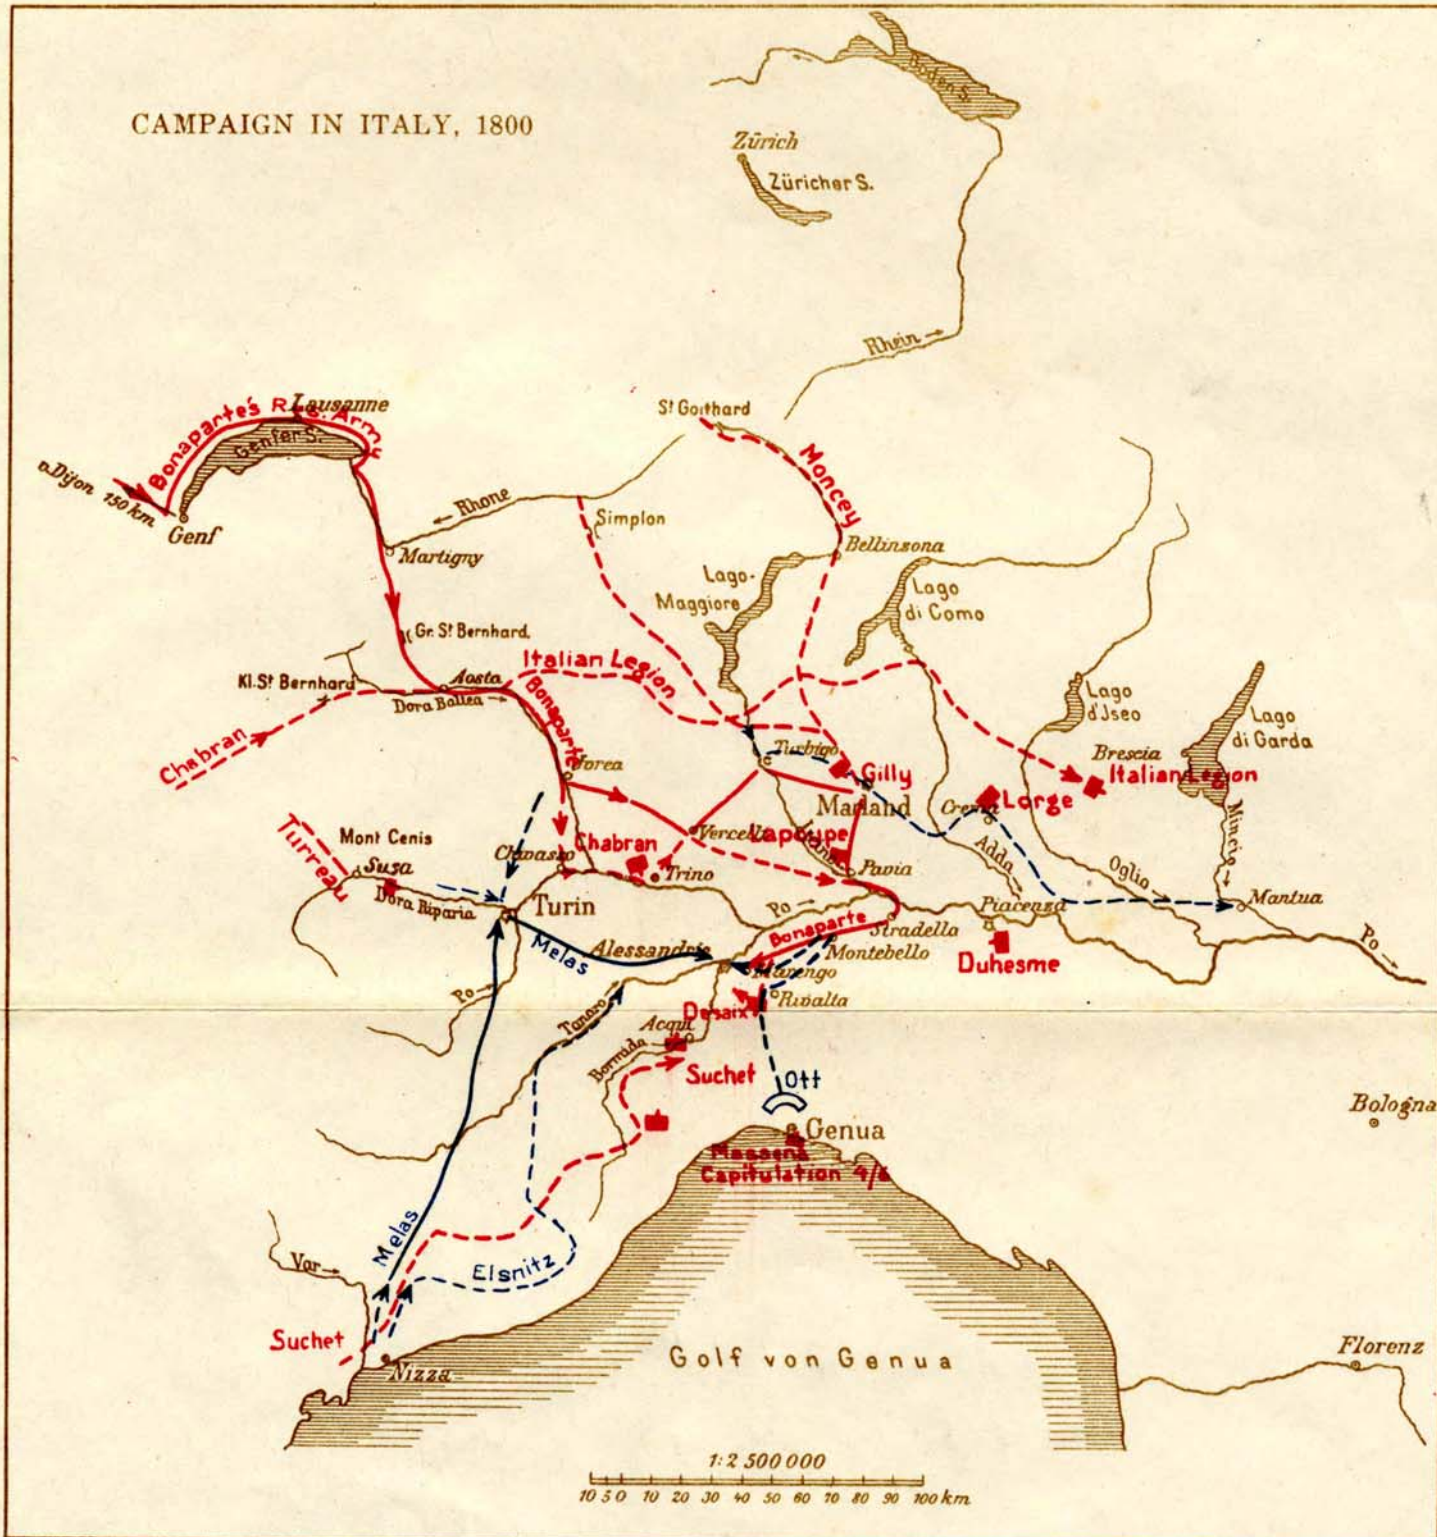 CAMPAIGN IN ITALY, 1800
Boden S.
Zürich
Züricher S.
Rhein
Lausanne
Bonaparte's Res. Army
Genfer S.
St Gotthard
Moncey
v. Dijon 150 km
Genf
Rhone
Simplon
Martigny
Bellinzona
Lago
Maggiore
Lago
di Como
Gr. St Bernhard.
Italian Legion
Kl. St Bernhard
Aosta
Dora Baltea
Bonaparte
Lago
d'Jseo
Lago
di Garda
Chabran
Turbigo
Brescia
Ivrea
Gilly
Italian Legion
Mailand
Crema
Lorge
Mincio
Turreau
Mont Cenis
Vercelli
Lapoupe
Chabran
Susa
Chivasso
Pavia
Adda
Oglio
Trino
Dora Riparia
Turin
Po
Piacenza
Mantua
Stradella
Bonaparte
Melas
Alessandria
Montebello
Duhesme
Po
Marengo
Po
Rivalta
Tanaro
Desaix
Acqui
Bormida
Suchet
Ott
Bologna
Genua
Massena
Capitulation 4/6
Melas
Var
Elsnitz
Suchet
Nizza
Golf von Genua
Florenz
1:2 500 000
10 5 0 10 20 30 40 50 60 70 80 90 100 km